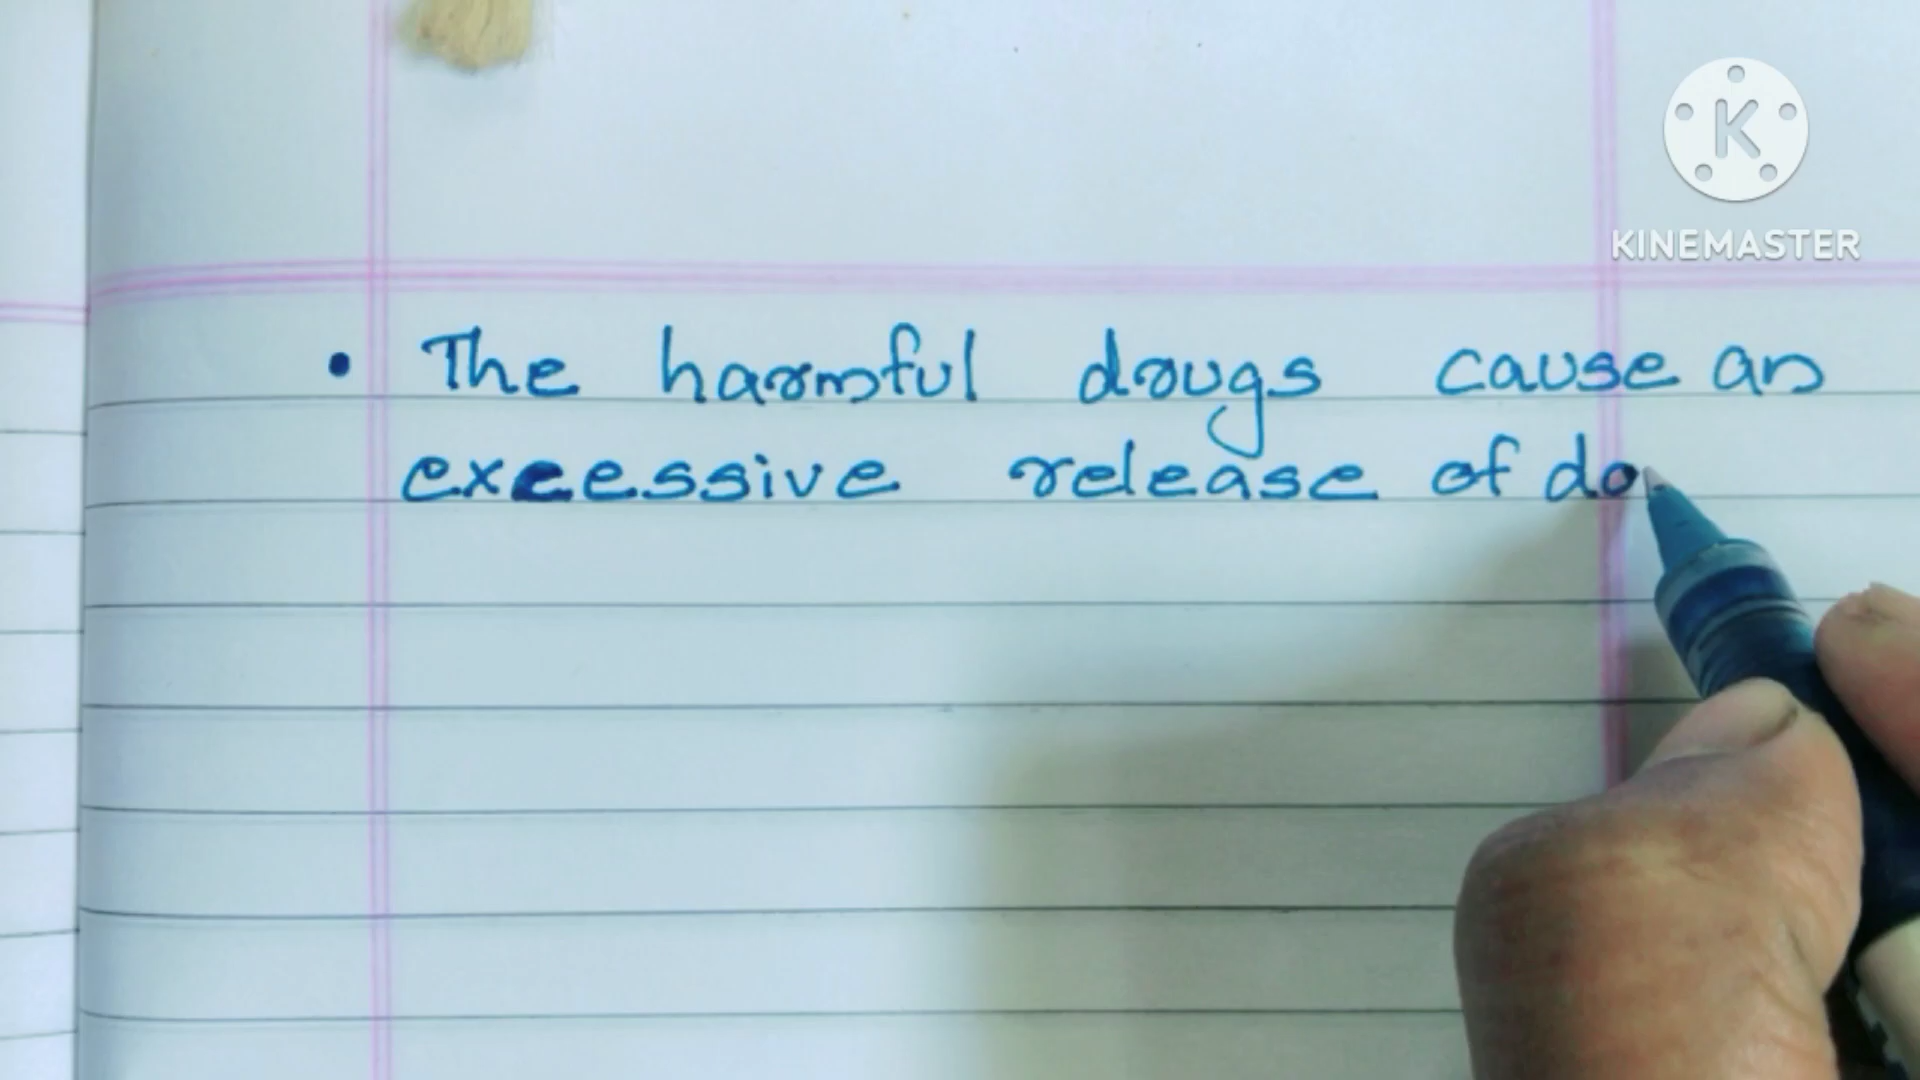 K
KINEMASTER
• The harmful drugs cause an
excessive release of do